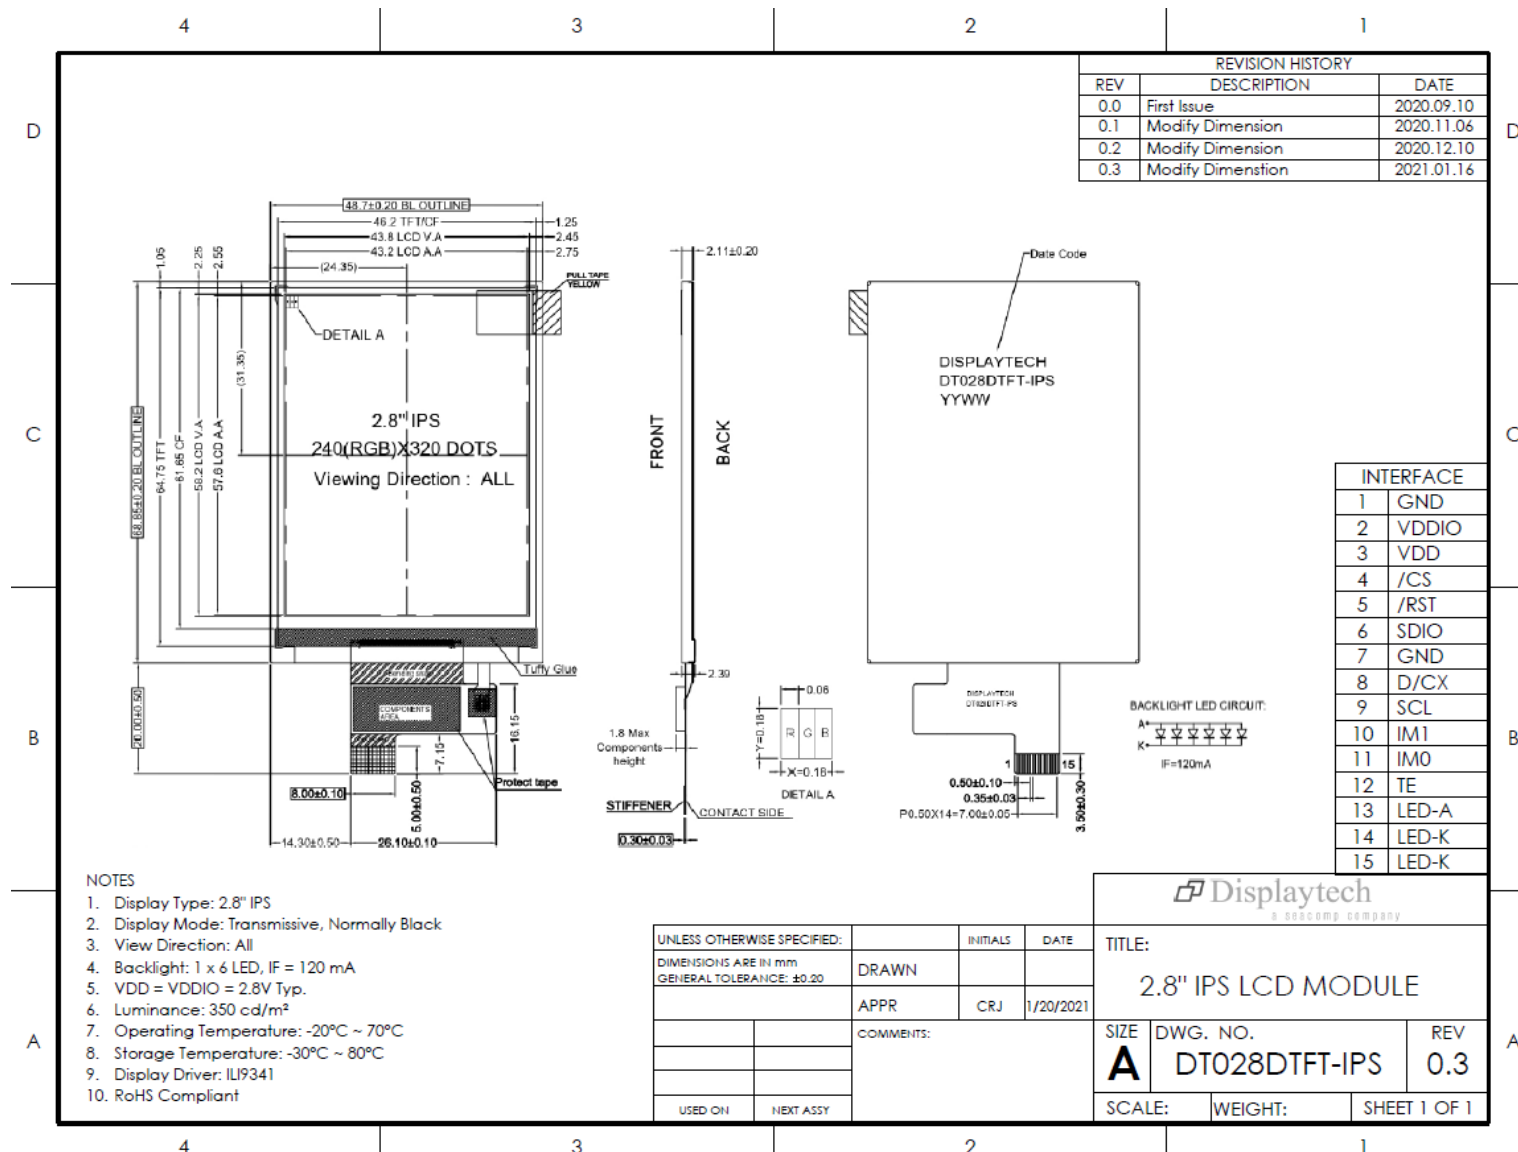 4 3 2 1
D
D
C
C
B
B
A
A
REVISION HISTORY
REV DESCRIPTION DATE
0.0 First Issue 2020.09.10
0.1 Modify Dimension 2020.11.06
0.2 Modify Dimension 2020.12.10
0.3 Modify Dimenstion 2021.01.16
48.7±0.20 BL OUTLINE
46.2 TFT/CF
1.25
43.8 LCD V.A
2.45
43.2 LCD A.A
2.75
(24.35)
PULL TAPE
YELLOW
1.05
2.25
2.55
DETAIL A
(31.35)
68.85±0.20 BL OUTLINE
64.75 TFT
61.65 CF
58.2 LCD V.A
57.6 LCD A.A
2.8" IPS
240(RGB)X320 DOTS
Viewing Direction : ALL
Tuffy Glue
COMPONENTS
AREA
20.00±0.50
16.15
7.15
5.00±0.50
Protect tape
8.00±0.10
14.30±0.50
26.10±0.10
2.11±0.20
FRONT
BACK
2.39
1.8 Max
Components
height
STIFFENER
CONTACT SIDE
0.30±0.03
0.06
Y=0.18
R G B
X=0.18
DIETAIL A
Date Code
DISPLAYTECH
DT028DTFT-IPS
YYWW
DISPLAYTECH
DT028DTFT-IPS
1 15
0.50±0.10
0.35±0.03
P0.50X14=7.00±0.05
3.50±0.30
BACKLIGHT LED CIRCUIT:
A
K
IF=120mA
INTERFACE
1 GND
2 VDDIO
3 VDD
4 /CS
5 /RST
6 SDIO
7 GND
8 D/CX
9 SCL
10 IM1
11 IM0
12 TE
13 LED-A
14 LED-K
15 LED-K
NOTES
1. Display Type: 2.8" IPS
2. Display Mode: Transmissive, Normally Black
3. View Direction: All
4. Backlight: 1 x 6 LED, IF = 120 mA
5. VDD = VDDIO = 2.8V Typ.
6. Luminance: 350 cd/m²
7. Operating Temperature: -20°C ~ 70°C
8. Storage Temperature: -30°C ~ 80°C
9. Display Driver: ILI9341
10. RoHS Compliant
UNLESS OTHERWISE SPECIFIED:
DIMENSIONS ARE IN mm
GENERAL TOLERANCE: ±0.20
INITIALS DATE
DRAWN
APPR CRJ 1/20/2021
COMMENTS:
USED ON NEXT ASSY
Displaytech
a seacomp company
TITLE:
2.8" IPS LCD MODULE
SIZE DWG. NO. REV
A DT028DTFT-IPS 0.3
SCALE: WEIGHT: SHEET 1 OF 1
4 3 2 1